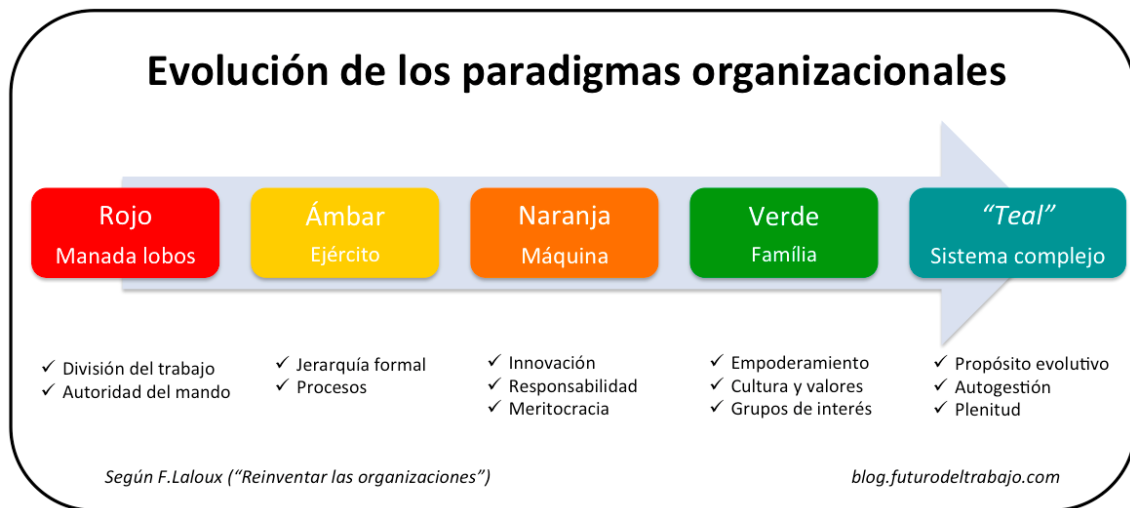 Evolución de los paradigmas organizacionales
Rojo
Manada lobos
Ámbar
Ejército
Naranja
Máquina
Verde
Família
“Teal”
Sistema complejo
✓ División del trabajo
✓ Autoridad del mando
✓ Jerarquía formal
✓ Procesos
✓ Innovación
✓ Responsabilidad
✓ Meritocracia
✓ Empoderamiento
✓ Cultura y valores
✓ Grupos de interés
✓ Propósito evolutivo
✓ Autogestión
✓ Plenitud
Según F.Laloux (“Reinventar las organizaciones”)
blog.futurodeltrabajo.com